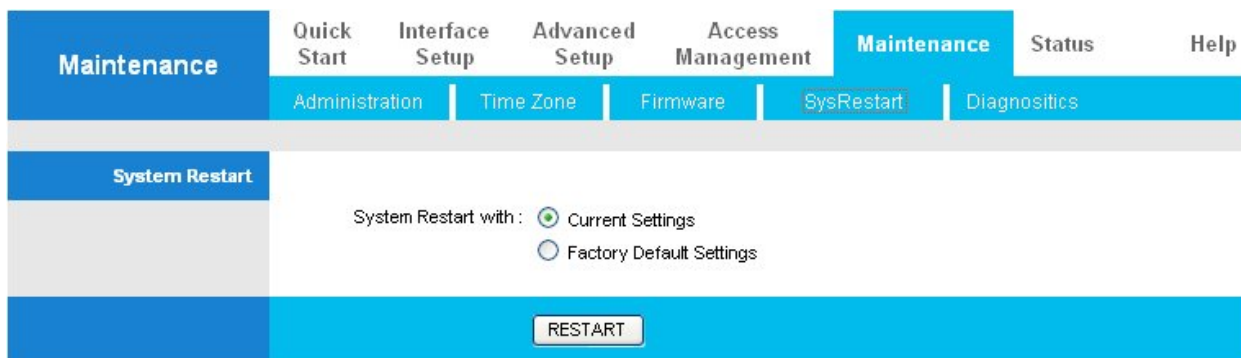 Maintenance
Quick Start
Interface Setup
Advanced Setup
Access Management
Maintenance
Status
Help
Administration
Time Zone
Firmware
SysRestart
Diagnositics
System Restart
System Restart with :
Current Settings
Factory Default Settings
RESTART